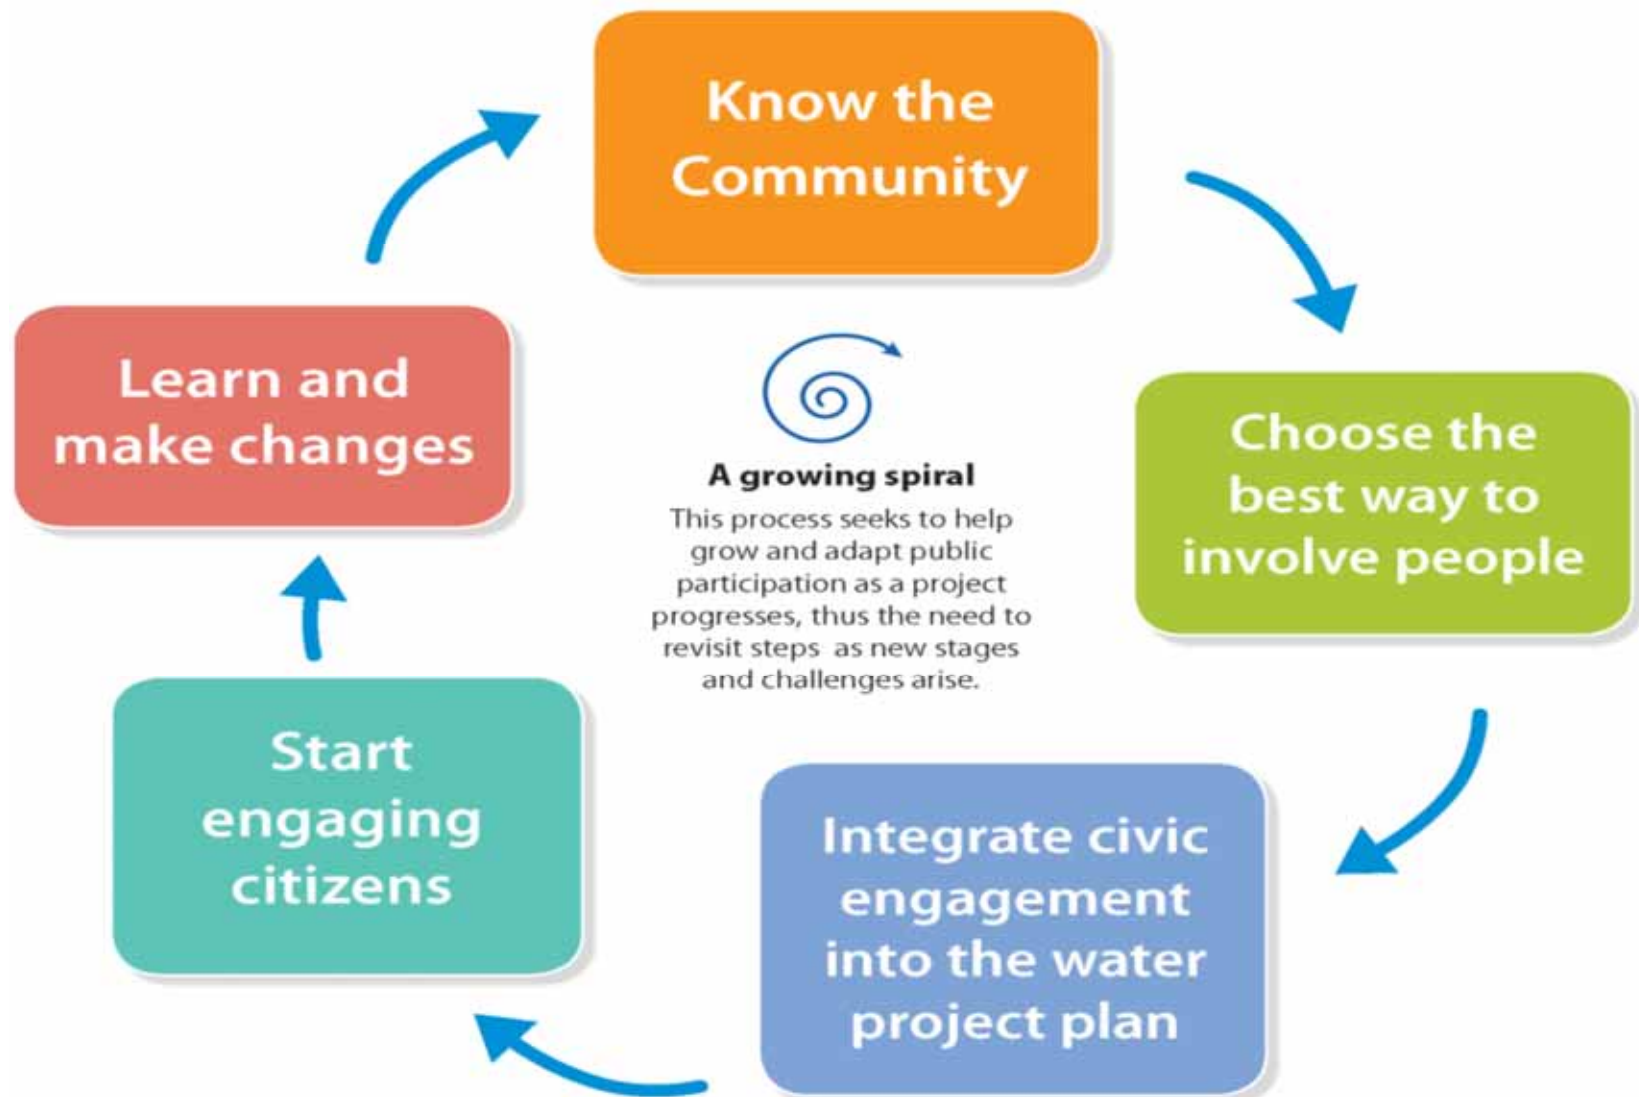 Know the
Community
Choose the
best way to
involve people
Integrate civic
engagement
into the water
project plan
Start
engaging
citizens
Learn and
make changes
A growing spiral
This process seeks to help
grow and adapt public
participation as a project
progresses, thus the need to
revisit steps as new stages
and challenges arise.